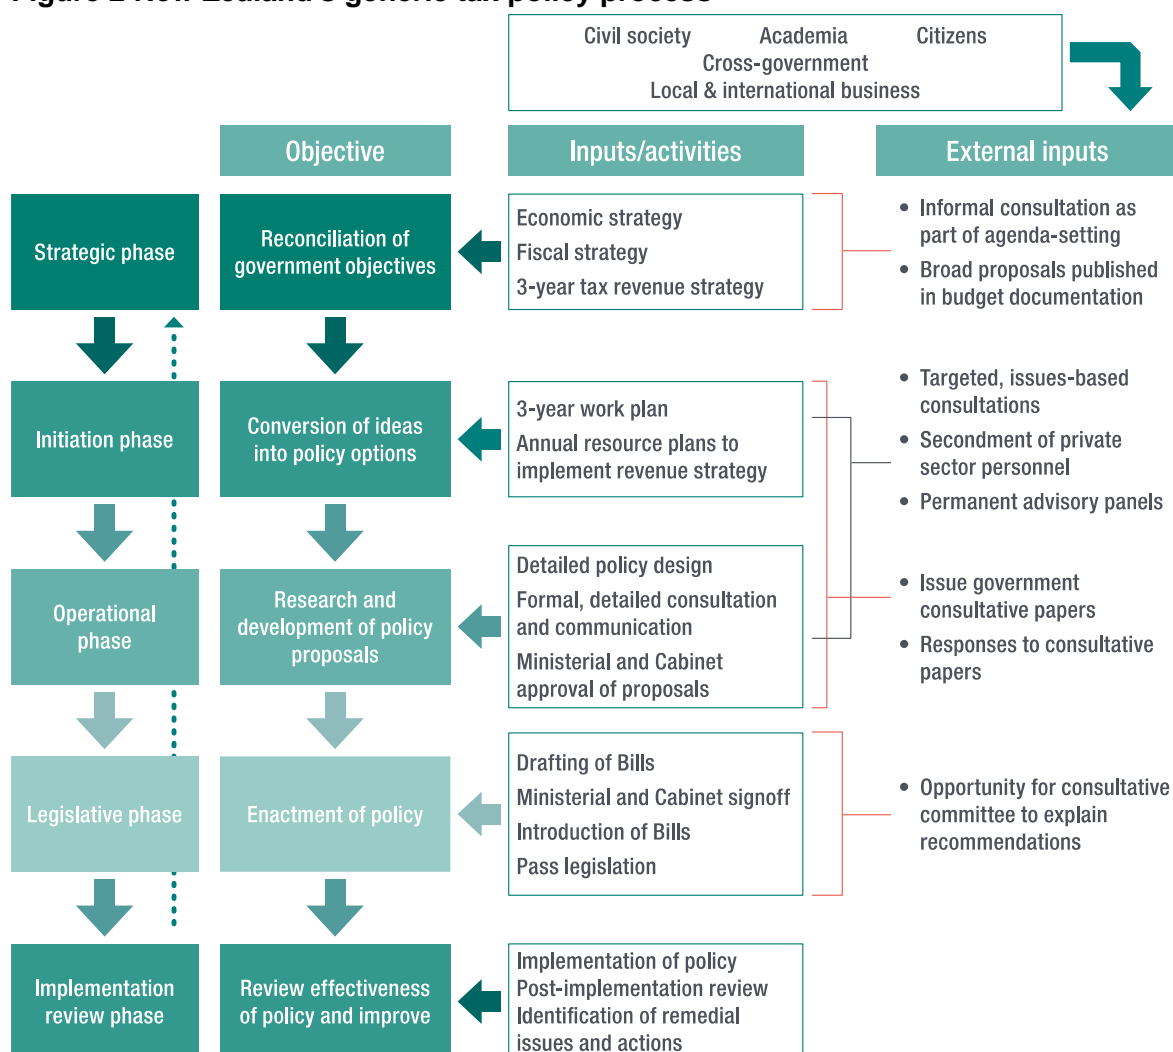 Civil society Academia Citizens
Cross-government
Local & international business
Objective
Inputs/activities
External inputs
Strategic phase
Reconciliation of
government objectives
Economic strategy
Fiscal strategy
3-year tax revenue strategy
• Informal consultation as
part of agenda-setting
• Broad proposals published
in budget documentation
Initiation phase
Conversion of ideas
into policy options
3-year work plan
Annual resource plans to
implement revenue strategy
• Targeted, issues-based
consultations
• Secondment of private
sector personnel
• Permanent advisory panels
Operational
phase
Research and
development of policy
proposals
Detailed policy design
Formal, detailed consultation
and communication
Ministerial and Cabinet
approval of proposals
• Issue government
consultative papers
• Responses to consultative
papers
Legislative phase
Enactment of policy
Drafting of Bills
Ministerial and Cabinet signoff
Introduction of Bills
Pass legislation
• Opportunity for consultative
committee to explain
recommendations
Implementation
review phase
Review effectiveness
of policy and improve
Implementation of policy
Post-implementation review
Identification of remedial
issues and actions